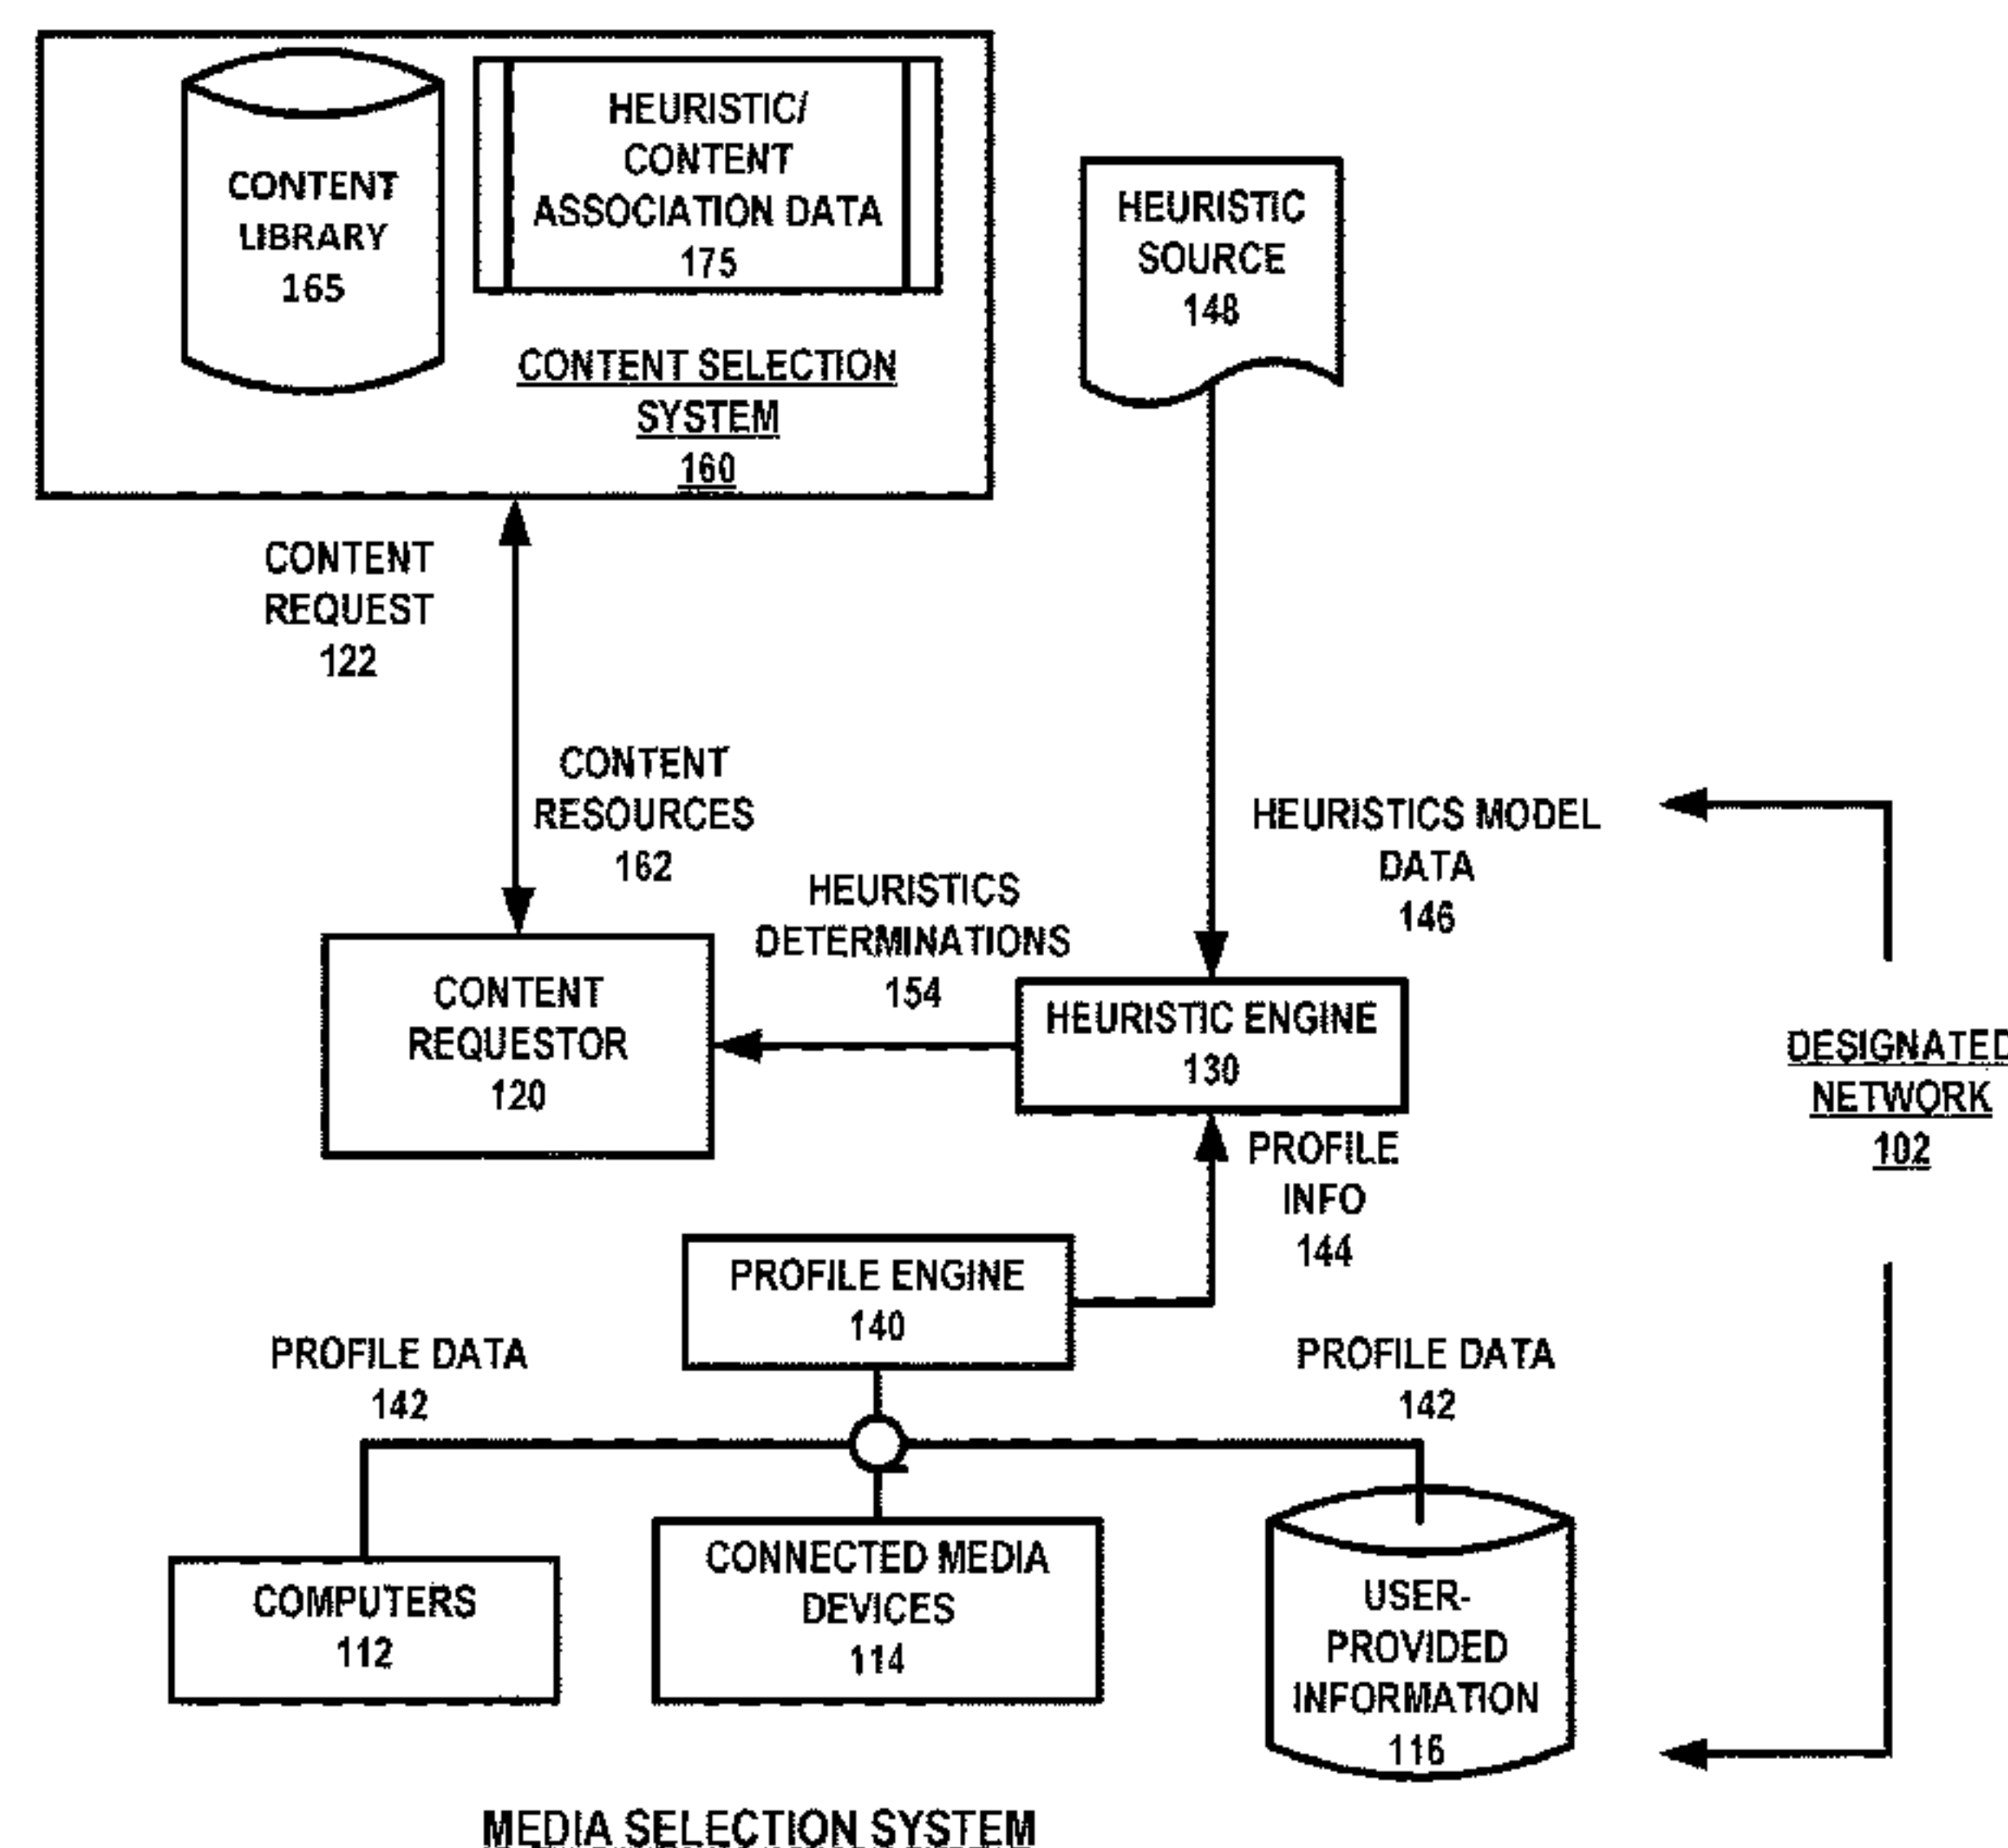 CONTENT
LIBRARY
165
HEURISTIC/
CONTENT
ASSOCIATION DATA
175
CONTENT SELECTION
SYSTEM
160
HEURISTIC
SOURCE
148
CONTENT
REQUEST
122
CONTENT
RESOURCES
162
HEURISTICS MODEL
DATA
146
HEURISTICS
DETERMINATIONS
154
CONTENT
REQUESTOR
120
HEURISTIC ENGINE
130
DESIGNATED
NETWORK
102
PROFILE
INFO
144
PROFILE ENGINE
140
PROFILE DATA
142
PROFILE DATA
142
COMPUTERS
112
CONNECTED MEDIA
DEVICES
114
USER-
PROVIDED
INFORMATION
116
MEDIA SELECTION SYSTEM